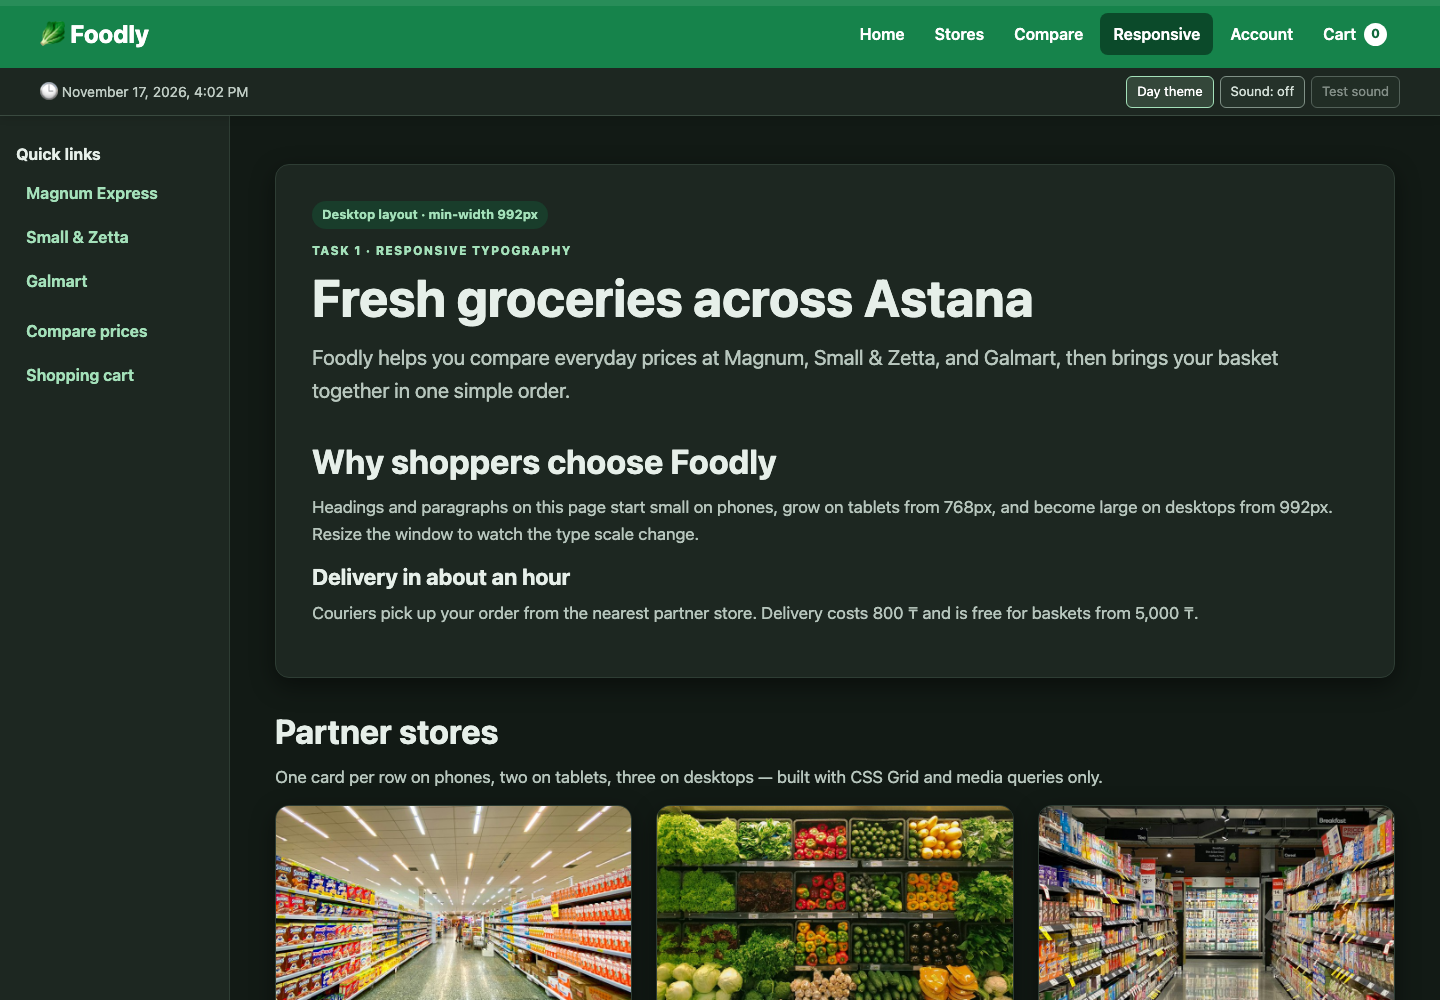 Foodly
Home Stores Compare Responsive Account Cart 0
November 17, 2026, 4:02 PM
Day theme Sound: off Test sound
Quick links
Magnum Express
Small & Zetta
Galmart
Compare prices
Shopping cart
Desktop layout · min-width 992px
TASK 1 · RESPONSIVE TYPOGRAPHY
Fresh groceries across Astana
Foodly helps you compare everyday prices at Magnum, Small & Zetta, and Galmart, then brings your basket
together in one simple order.
Why shoppers choose Foodly
Headings and paragraphs on this page start small on phones, grow on tablets from 768px, and become large on desktops from 992px.
Resize the window to watch the type scale change.
Delivery in about an hour
Couriers pick up your order from the nearest partner store. Delivery costs 800 ₸ and is free for baskets from 5,000 ₸.
Partner stores
One card per row on phones, two on tablets, three on desktops — built with CSS Grid and media queries only.
Breakfast